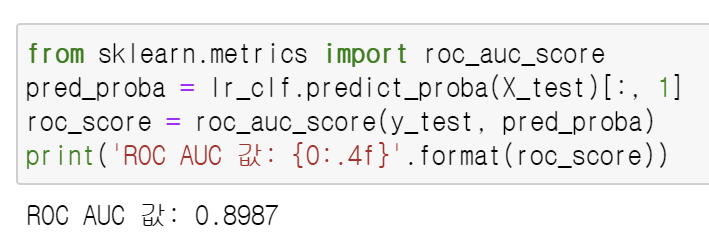 from sklearn.metrics import roc_auc_score
pred_proba = lr_clf.predict_proba(X_test)[:, 1]
roc_score = roc_auc_score(y_test, pred_proba)
print('ROC AUC 값: {0:.4f}'.format(roc_score))
ROC AUC 값: 0.8987